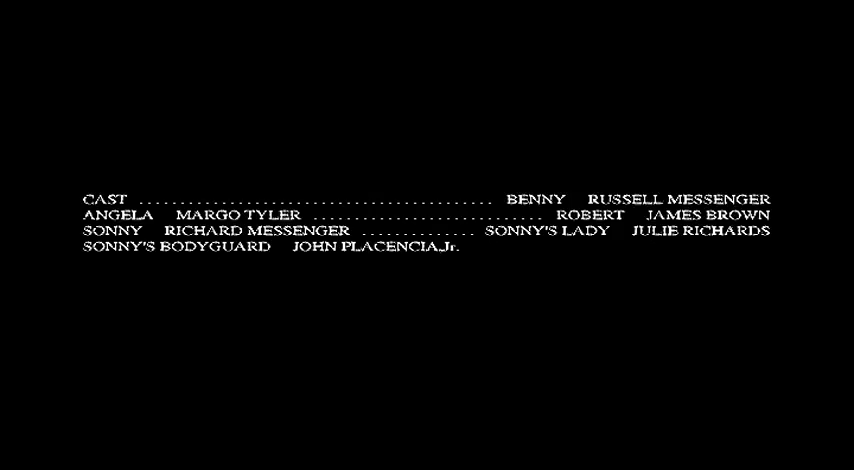 CAST ........................................... BENNY RUSSELL MESSENGER
ANGELA MARGO TYLER ............................ ROBERT JAMES BROWN
SONNY RICHARD MESSENGER .............. SONNY'S LADY JULIE RICHARDS
SONNY'S BODYGUARD JOHN PLACENCIA,Jr.